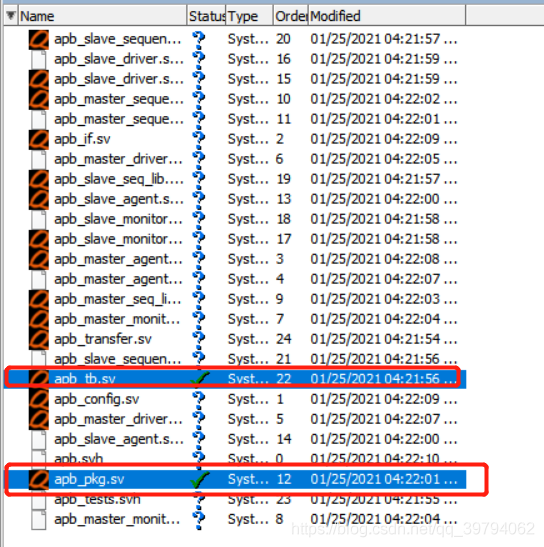 Name Status Type Order Modified
apb_slave_sequen... Syst... 20 01/25/2021 04:21:57 ...
apb_slave_driver.s... Syst... 16 01/25/2021 04:21:59 ...
apb_slave_driver.s... Syst... 15 01/25/2021 04:21:59 ...
apb_master_seque... Syst... 10 01/25/2021 04:22:02 ...
apb_master_seque... Syst... 11 01/25/2021 04:22:01 ...
apb_if.sv Syst... 2 01/25/2021 04:22:09 ...
apb_master_driver... Syst... 6 01/25/2021 04:22:05 ...
apb_slave_seq_lib.... Syst... 19 01/25/2021 04:21:57 ...
apb_slave_agent.s... Syst... 13 01/25/2021 04:22:00 ...
apb_slave_monitor... Syst... 18 01/25/2021 04:21:58 ...
apb_slave_monitor... Syst... 17 01/25/2021 04:21:58 ...
apb_master_agent... Syst... 3 01/25/2021 04:22:08 ...
apb_master_agent... Syst... 4 01/25/2021 04:22:07 ...
apb_master_seq_li... Syst... 9 01/25/2021 04:22:03 ...
apb_master_monit... Syst... 7 01/25/2021 04:22:04 ...
apb_transfer.sv Syst... 24 01/25/2021 04:21:54 ...
apb_slave_sequen... Syst... 21 01/25/2021 04:21:56 ...
apb_tb.sv Syst... 22 01/25/2021 04:21:56 ...
apb_config.sv Syst... 1 01/25/2021 04:22:09 ...
apb_master_driver... Syst... 5 01/25/2021 04:22:07 ...
apb_slave_agent.s... Syst... 14 01/25/2021 04:22:00 ...
apb.svh Syst... 0 01/25/2021 04:22:10 ...
apb_pkg.sv Syst... 12 01/25/2021 04:22:01 ...
apb_tests.svh Syst... 23 01/25/2021 04:21:55 ...
apb_master_monit... Syst... 8 01/25/2021 04:22:04 ...
https://blog.csdn.net/qq_39794062